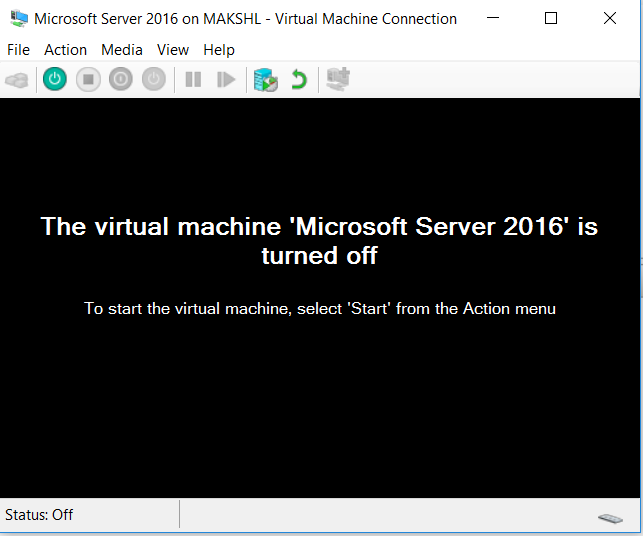 Microsoft Server 2016 on MAKSHL - Virtual Machine Connection
File Action Media View Help
The virtual machine 'Microsoft Server 2016' is
turned off
To start the virtual machine, select 'Start' from the Action menu
Status: Off